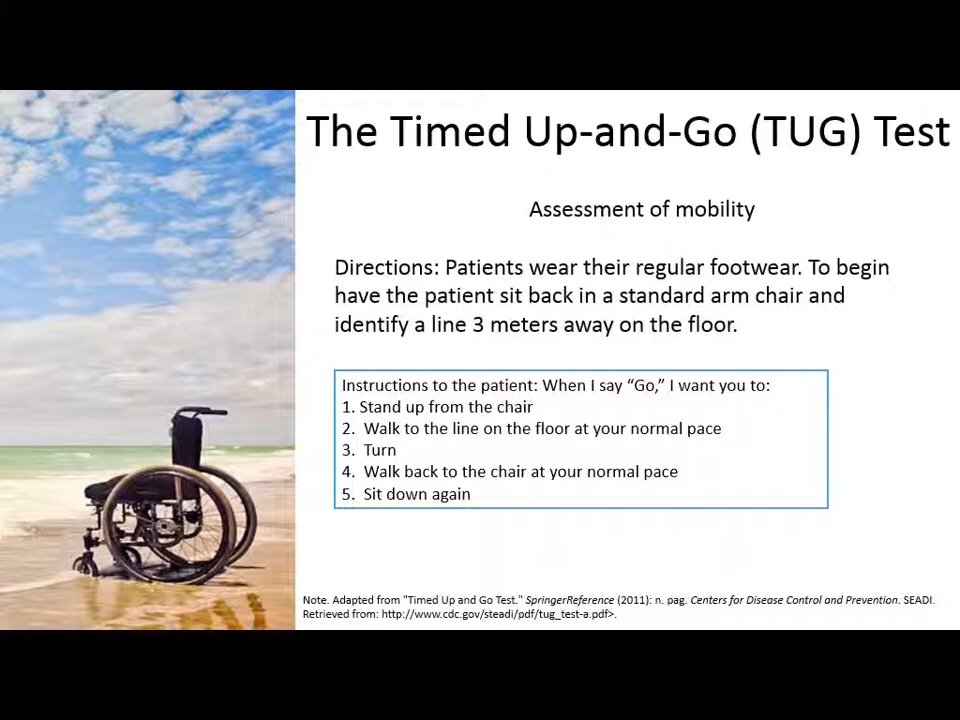 The Timed Up-and-Go (TUG) Test
Assessment of mobility
Directions: Patients wear their regular footwear. To begin
have the patient sit back in a standard arm chair and
identify a line 3 meters away on the floor.
Instructions to the patient: When I say “Go,” I want you to:
1. Stand up from the chair
2. Walk to the line on the floor at your normal pace
3. Turn
4. Walk back to the chair at your normal pace
5. Sit down again
Note. Adapted from "Timed Up and Go Test." SpringerReference (2011): n. pag. Centers for Disease Control and Prevention. SEADI.
Retrieved from: http://www.cdc.gov/steadi/pdf/tug_test-a.pdf>.